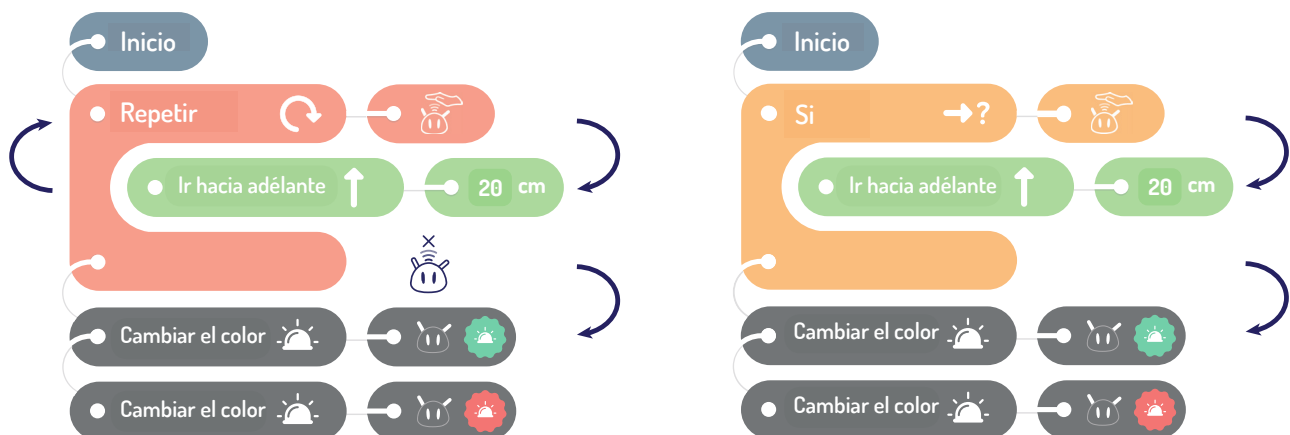 Inicio
Repetir
Ir hacia adélante 20 cm
Cambiar el color
Cambiar el color
Inicio
Si ?
Ir hacia adélante 20 cm
Cambiar el color
Cambiar el color